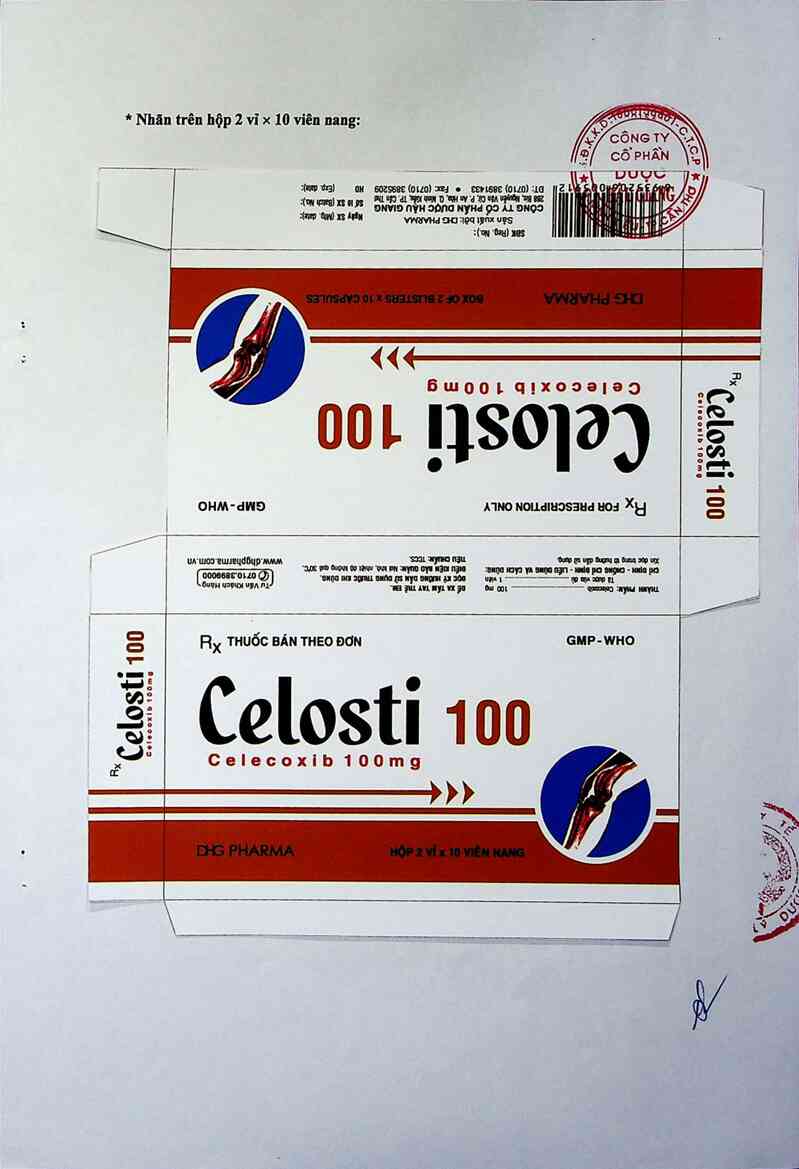 * Nhãn trên hộp 2 vỉ × 10 viên nang:
CÔNG TY
CỔ PHẦN
DƯỢC
HẬU GIANG
SĐK (Reg. No.):
Sản xuất bởi: DHG PHARMA
CÔNG TY CỔ PHẦN DƯỢC HẬU GIANG
288 Bis, Nguyễn Văn Cừ, P. An Hòa, Q. Ninh Kiều, TP. Cần Thơ
ĐT: (0710) 3891433 • Fax: (0710) 3895209
Ngày SX (Mfg. date):
Số lô SX (Batch No.):
HD (Exp. date):
DHG PHARMA
BOX OF 2 BLISTERS x 10 CAPSULES
Celecoxib 100mg
Celosti 100
Rx FOR PRESCRIPTION ONLY
GMP-WHO
Rx
Celosti 100
Celecoxib 100mg
THÀNH PHẦN: Celecoxib 100 mg
Tá dược vừa đủ 1 viên
CHỈ ĐỊNH - CHỐNG CHỈ ĐỊNH - LIỀU DÙNG VÀ CÁCH DÙNG:
Xin đọc trong tờ hướng dẫn sử dụng.
ĐỂ XA TẦM TAY TRẺ EM.
ĐỌC KỸ HƯỚNG DẪN SỬ DỤNG TRƯỚC KHI DÙNG.
ĐIỀU KIỆN BẢO QUẢN: Nơi khô, nhiệt độ không quá 30°C.
TIÊU CHUẨN: TCCS.
Tư Vấn Khách Hàng
0710.3899000
www.dhgpharma.com.vn
Rx
Celosti 100
Celecoxib 100mg
Rx THUỐC BÁN THEO ĐƠN
GMP-WHO
Celosti 100
Celecoxib 100mg
DHG PHARMA
HỘP 2 VỈ x 10 VIÊN NANG